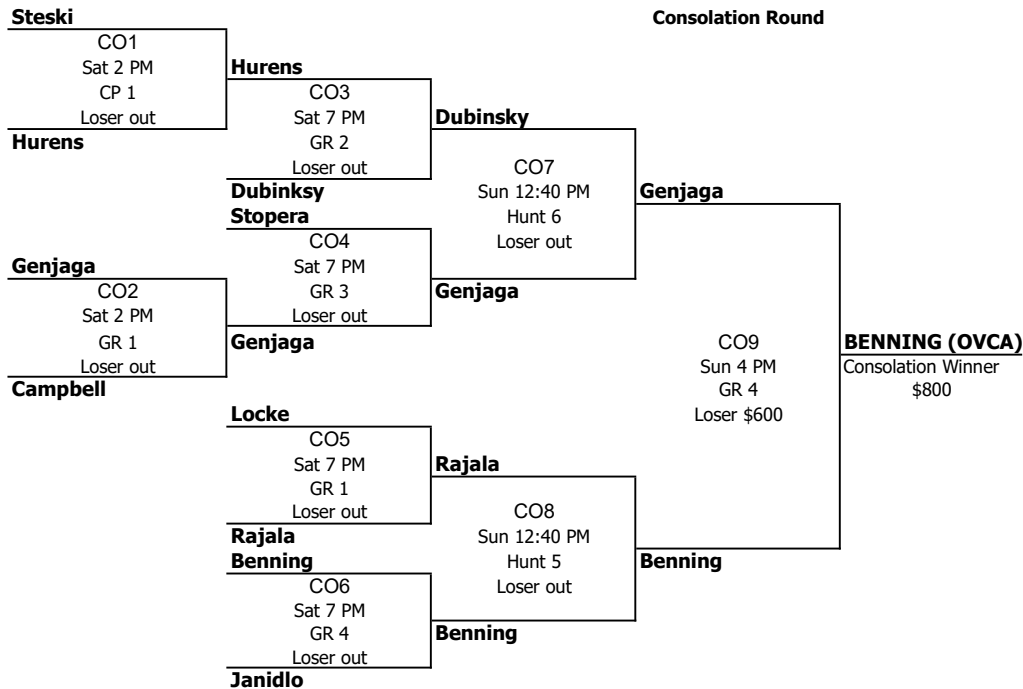 Steski
Consolation Round
CO1
Sat 2 PM
CP 1
Loser out
Hurens
Hurens
CO3
Sat 7 PM
GR 2
Loser out
Dubinksy
Dubinsky
CO7
Sun 12:40 PM
Hunt 6
Loser out
Genjaga
Stopera
CO4
Sat 7 PM
GR 3
Loser out
Genjaga
Genjaga
CO2
Sat 2 PM
GR 1
Loser out
Campbell
Genjaga
CO9
Sun 4 PM
GR 4
Loser $600
BENNING (OVCA)
Consolation Winner
$800
Locke
CO5
Sat 7 PM
GR 1
Loser out
Rajala
Rajala
CO8
Sun 12:40 PM
Hunt 5
Loser out
Benning
Benning
CO6
Sat 7 PM
GR 4
Loser out
Janidlo
Benning